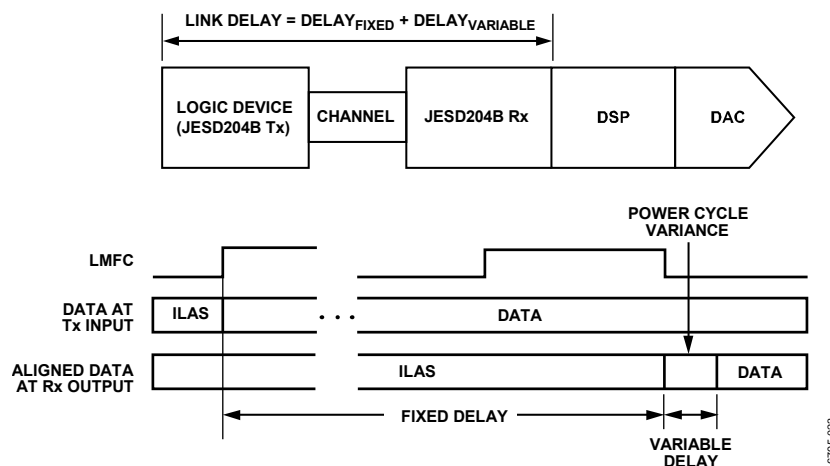 LINK DELAY = DELAYFIXED + DELAYVARIABLE
LOGIC DEVICE
(JESD204B Tx)
CHANNEL
JESD204B Rx
DSP
DAC
POWER CYCLE
VARIANCE
LMFC
DATA AT
Tx INPUT
ILAS
DATA
ALIGNED DATA
AT Rx OUTPUT
ILAS
DATA
FIXED DELAY
VARIABLE
DELAY